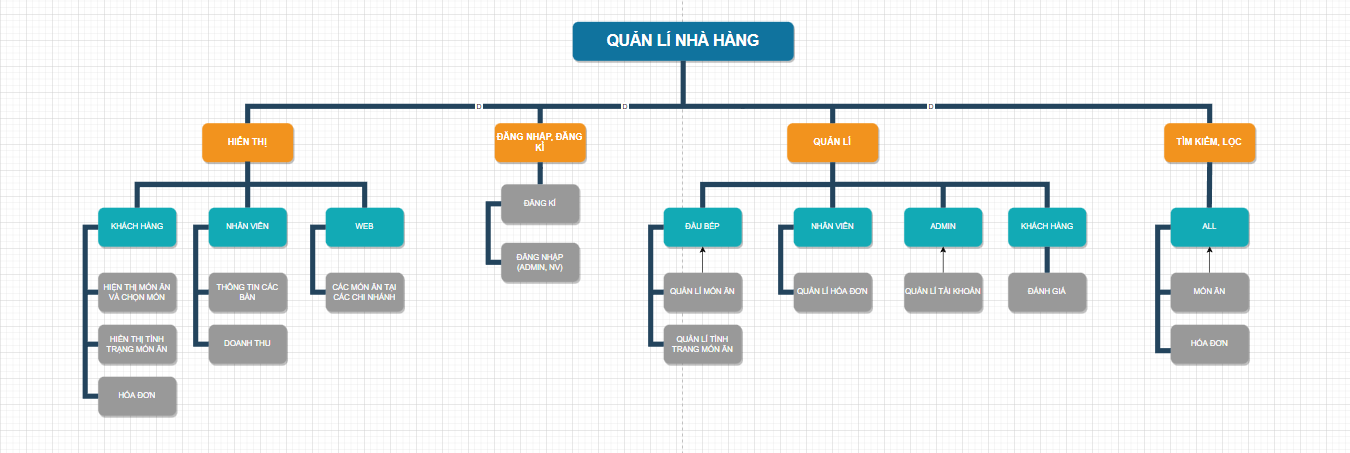 QUẢN LÍ NHÀ HÀNG
D
D
D
HIỂN THỊ
ĐĂNG NHẬP, ĐĂNG
KÍ
QUẢN LÍ
TÌM KIẾM, LỌC
KHÁCH HÀNG
NHÂN VIÊN
WEB
ĐĂNG KÍ
ĐẦU BẾP
NHÂN VIÊN
ADMIN
KHÁCH HÀNG
ALL
HIỆN THỊ MÓN ĂN
VÀ CHỌN MÓN
THÔNG TIN CÁC
BÀN
CÁC MÓN ĂN TẠI
CÁC CHI NHÁNH
ĐĂNG NHẬP
(ADMIN, NV)
QUẢN LÍ MÓN ĂN
QUẢN LÍ HÓA ĐƠN
QUẢN LÍ TÀI KHOẢN
ĐÁNH GIÁ
MÓN ĂN
HIỆN THỊ TÌNH
TRẠNG MÓN ĂN
DOANH THU
QUẢN LÍ TÌNH
TRẠNG MÓN ĂN
HÓA ĐƠN
HÓA ĐƠN